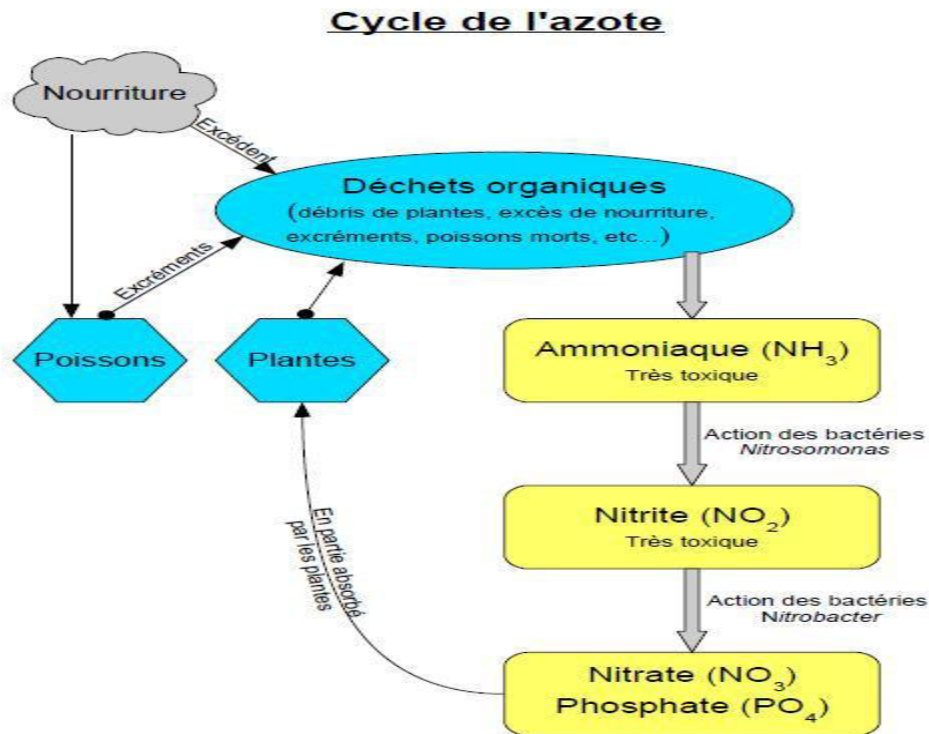 Cycle de l'azote
Nourriture
Excédent
Déchets organiques
(débris de plantes, excès de nourriture,
excréments, poissons morts, etc...)
Excréments
Poissons
Plantes
Ammoniaque (NH₃)
Très toxique
Action des bactéries
Nitrosomonas
Nitrite (NO₂)
Très toxique
En partie absorbé
par les plantes
Action des bactéries
Nitrobacter
Nitrate (NO₃)
Phosphate (PO₄)